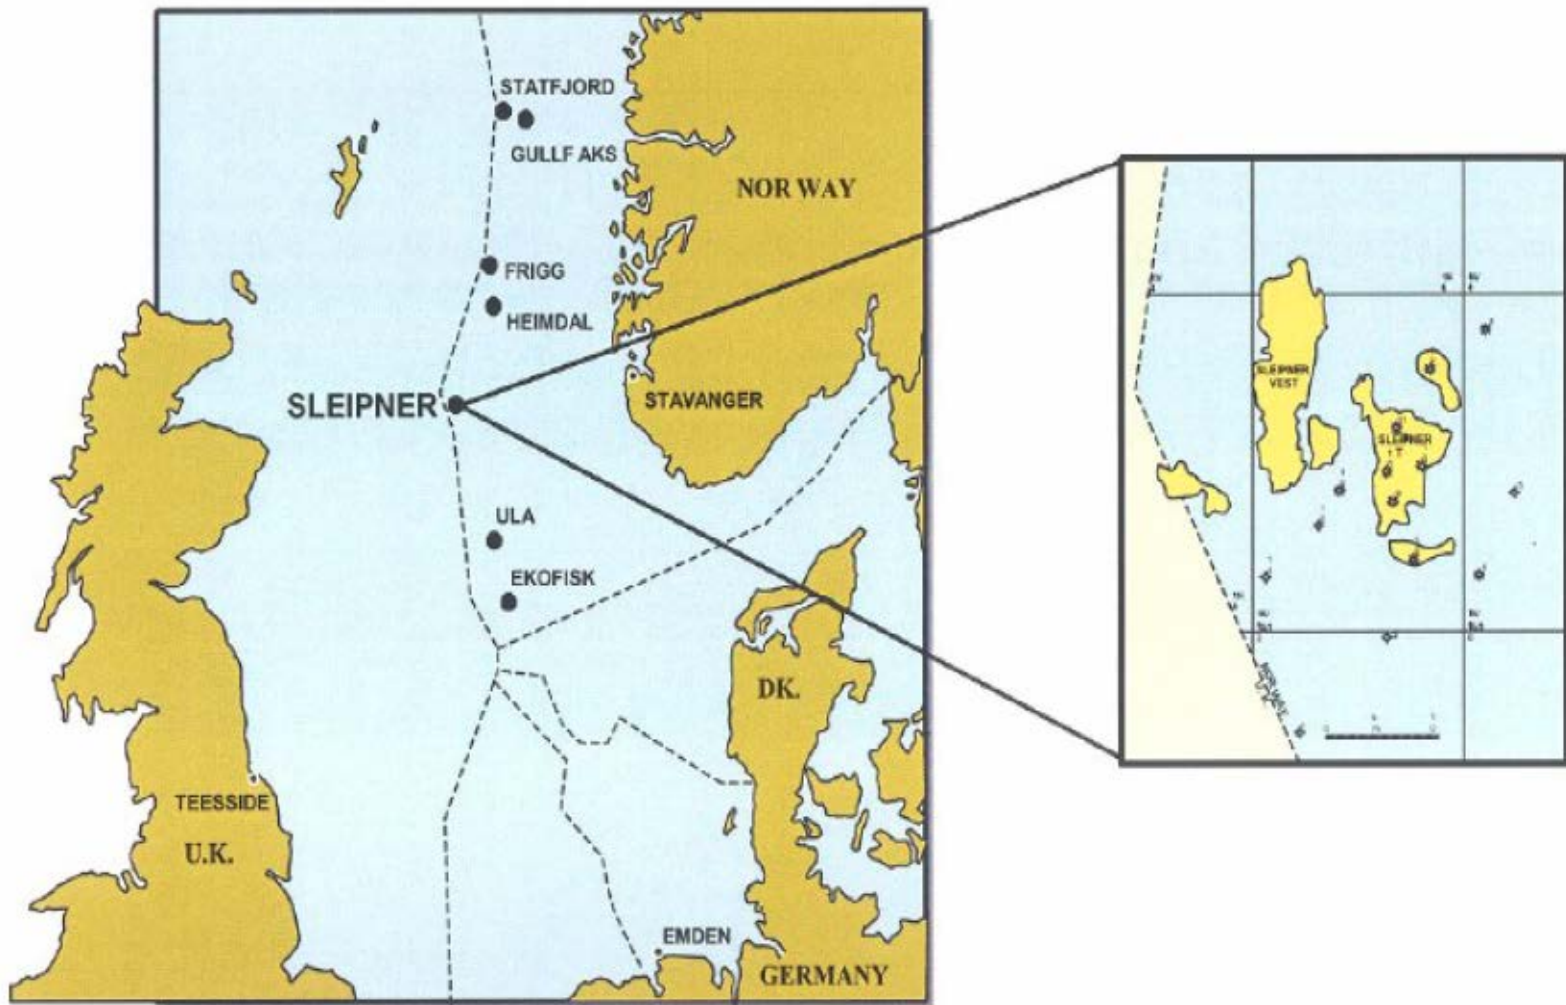 STATFJORD
GULLF AKS
NOR WAY
FRIGG
HEIMDAL
SLEIPNER
STAVANGER
ULA
EKOFISK
DK.
TEESSIDE
U.K.
EMDEN
GERMANY
SLEIPNER
VEST
SLEIPNER